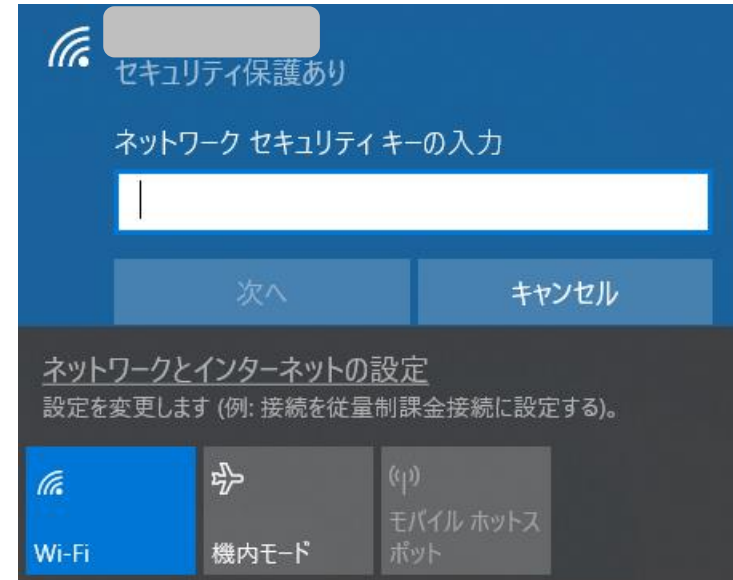 セキュリティ保護あり
ネットワーク セキュリティ キーの入力
次へ
キャンセル
ネットワークとインターネットの設定
設定を変更します (例: 接続を従量制課金接続に設定する)。
Wi-Fi
機内モード
モバイル ホットス
ポット